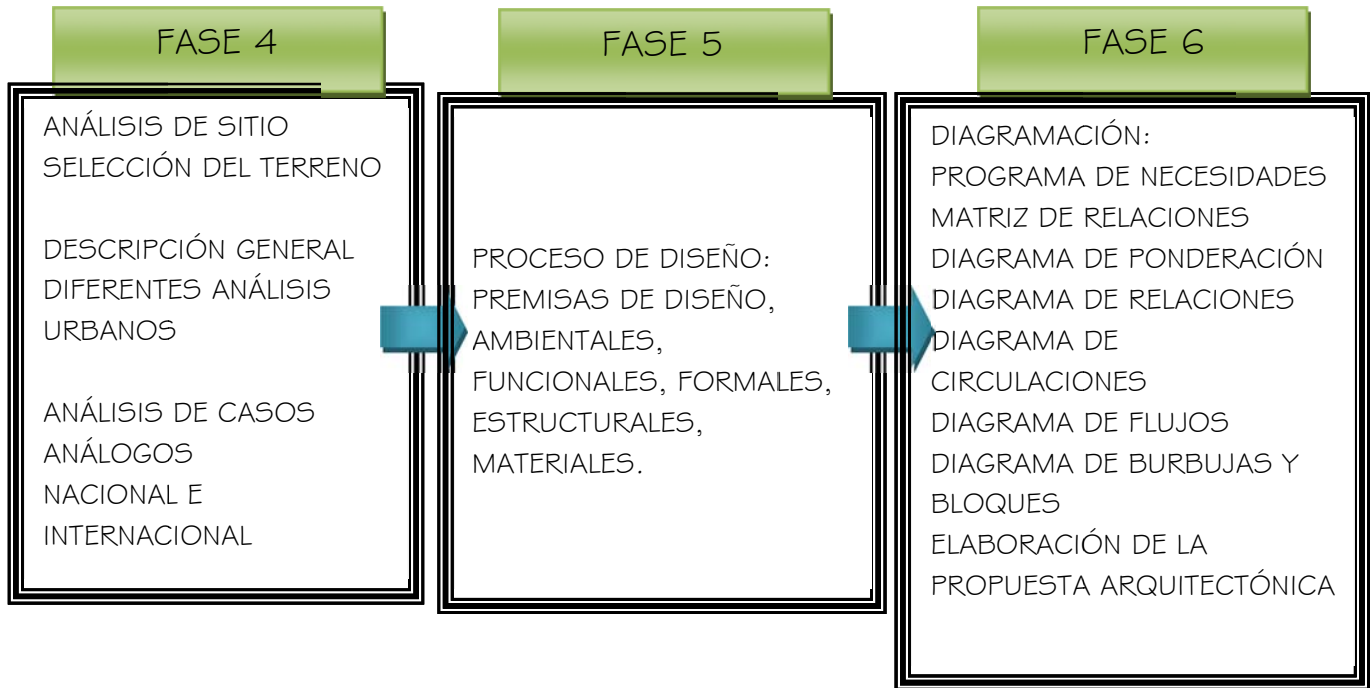 FASE 4
ANÁLISIS DE SITIO
SELECCIÓN DEL TERRENO
DESCRIPCIÓN GENERAL
DIFERENTES ANÁLISIS
URBANOS
ANÁLISIS DE CASOS
ANÁLOGOS
NACIONAL E
INTERNACIONAL
FASE 5
PROCESO DE DISEÑO:
PREMISAS DE DISEÑO,
AMBIENTALES,
FUNCIONALES, FORMALES,
ESTRUCTURALES,
MATERIALES.
FASE 6
DIAGRAMACIÓN:
PROGRAMA DE NECESIDADES
MATRIZ DE RELACIONES
DIAGRAMA DE PONDERACIÓN
DIAGRAMA DE RELACIONES
DIAGRAMA DE
CIRCULACIONES
DIAGRAMA DE FLUJOS
DIAGRAMA DE BURBUJAS Y
BLOQUES
ELABORACIÓN DE LA
PROPUESTA ARQUITECTÓNICA